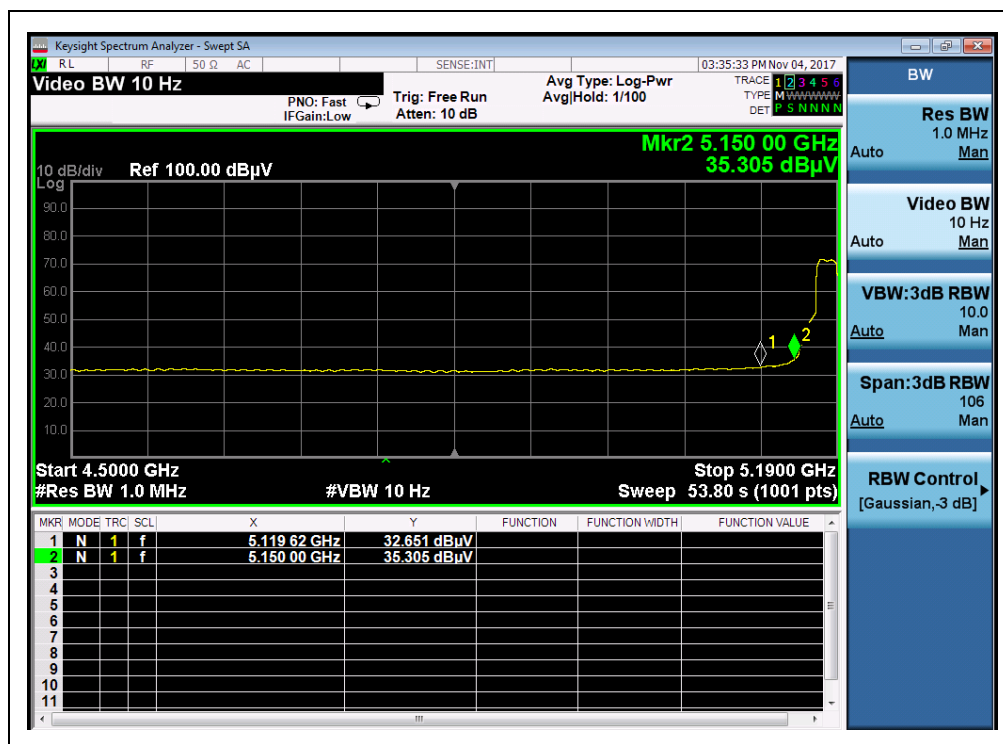 Keysight Spectrum Analyzer - Swept SA
LXI RL RF 50 Ω AC SENSE:INT 03:35:33 PM Nov 04, 2017
Video BW 10 Hz
PNO: Fast
IFGain:Low
Trig: Free Run
Atten: 10 dB
Avg Type: Log-Pwr
Avg|Hold: 1/100
TRACE 1 2 3 4 5 6
TYPE M W W W W W
DET P S N N N N
Mkr2 5.150 00 GHz
35.305 dBµV
10 dB/div Ref 100.00 dBµV
Log
90.0
80.0
70.0
60.0
50.0
40.0
30.0
20.0
10.0
1
2
Start 4.5000 GHz Stop 5.1900 GHz
#Res BW 1.0 MHz #VBW 10 Hz Sweep 53.80 s (1001 pts)
MKR MODE TRC SCL X Y FUNCTION FUNCTION WIDTH FUNCTION VALUE
1 N 1 f 5.119 62 GHz 32.651 dBµV
2 N 1 f 5.150 00 GHz 35.305 dBµV
3
4
5
6
7
8
9
10
11
BW
Res BW
1.0 MHz
Auto Man
Video BW
10 Hz
Auto Man
VBW:3dB RBW
10.0
Auto Man
Span:3dB RBW
106
Auto Man
RBW Control
[Gaussian,-3 dB]